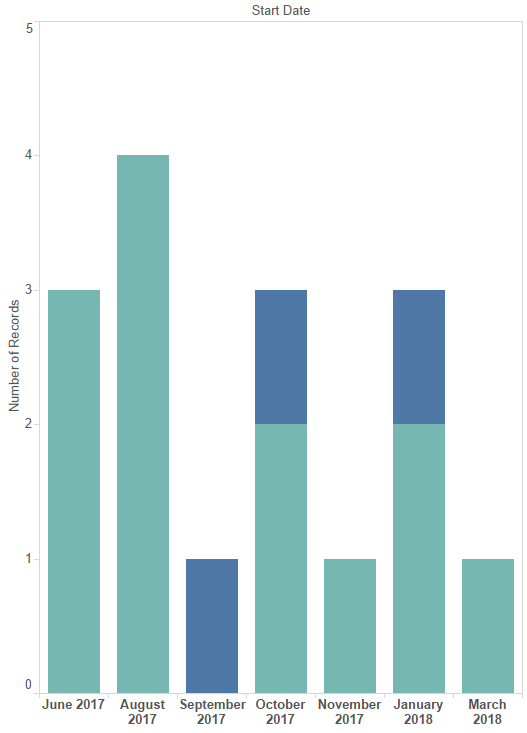 Start Date
5
4
3
2
1
0
Number of Records
June 2017 August September October November January March
2017 2017 2017 2017 2018 2018